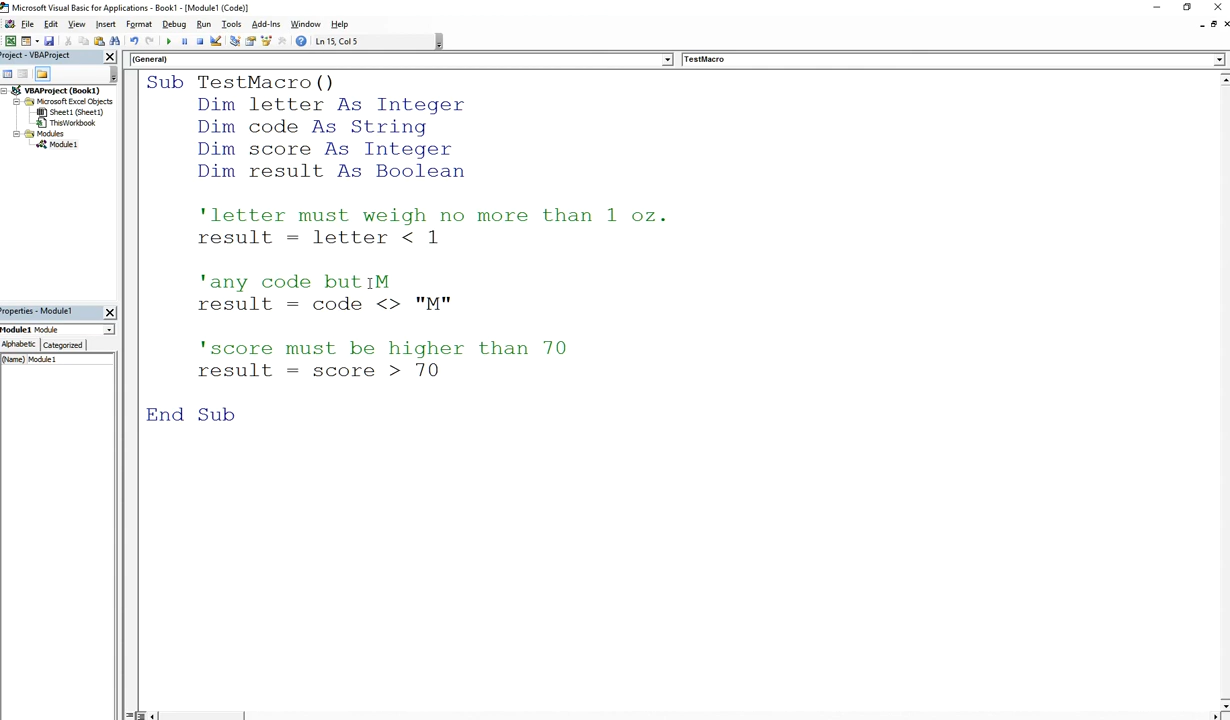 Microsoft Visual Basic for Applications - Book1 - [Module1 (Code)]
File Edit View Insert Format Debug Run Tools Add-Ins Window Help
Ln 15, Col 5
Project - VBAProject
(General) TestMacro
VBAProject (Book1)
Microsoft Excel Objects
Sheet1 (Sheet1)
ThisWorkbook
Modules
Module1
Sub TestMacro()
Dim letter As Integer
Dim code As String
Dim score As Integer
Dim result As Boolean
'letter must weigh no more than 1 oz.
result = letter < 1
'any code but M
result = code <> "M"
'score must be higher than 70
result = score > 70
End Sub
Properties - Module1
Module1 Module
Alphabetic Categorized
(Name) Module1